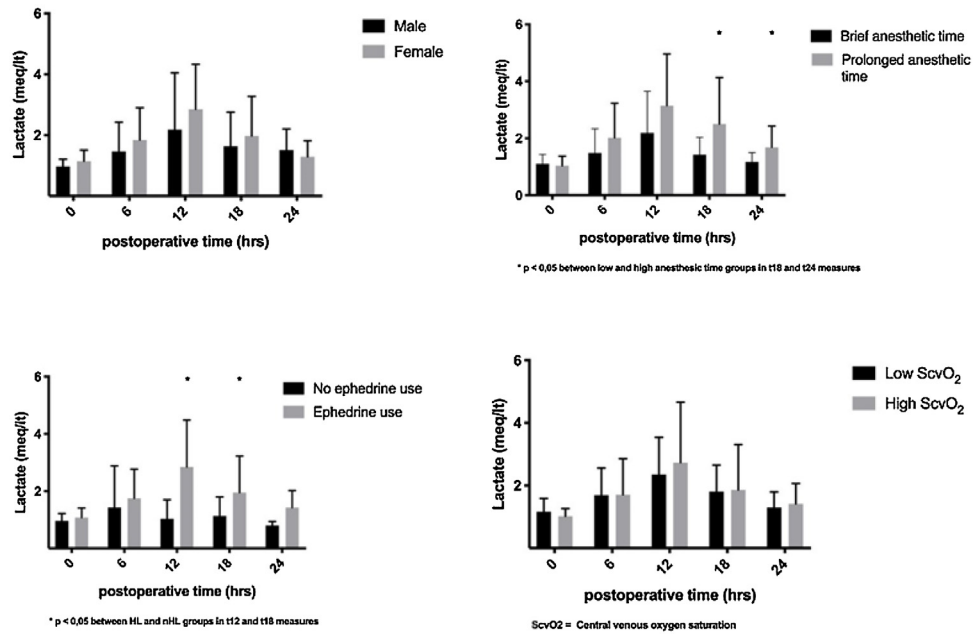 6
4
2
Lactate (meq/lt)
0
6
12
18
24
postoperative time (hrs)
Male
Female
6
4
2
0
Lactate (meq/lt)
*
*
0
6
12
18
24
postoperative time (hrs)
Brief anesthetic time
Prolonged anesthetic
time
* p < 0,05 between low and high anesthesic time groups in t18 and t24 measures
6
4
2
Lactate (meq/lt)
*
*
0
6
12
18
24
postoperative time (hrs)
No ephedrine use
Ephedrine use
* p < 0,05 between HL and nHL groups in t12 and t18 measures
6
4
2
Lactate (meq/lt)
0
6
12
18
24
postoperative time (hrs)
Low ScvO₂
High ScvO₂
ScvO2 = Central venous oxygen saturation